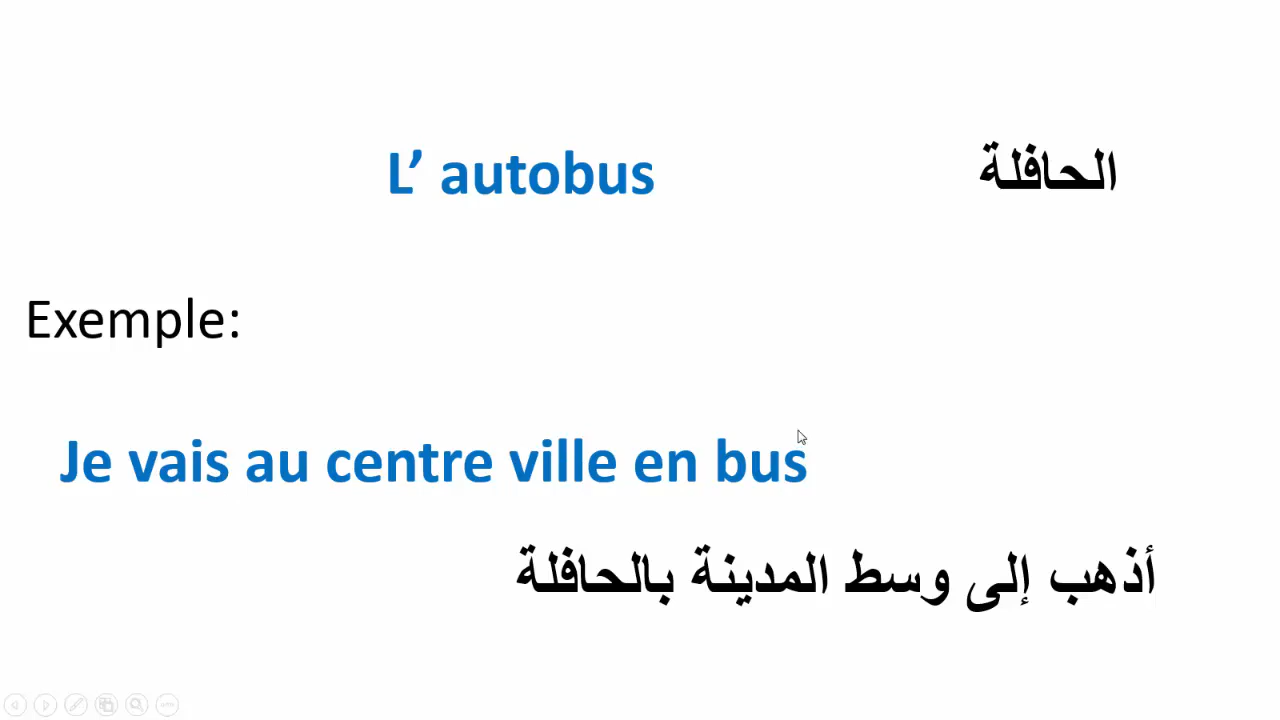 L’ autobus
الحافلة
Exemple:
Je vais au centre ville en bus
أذهب إلى وسط المدينة بالحافلة